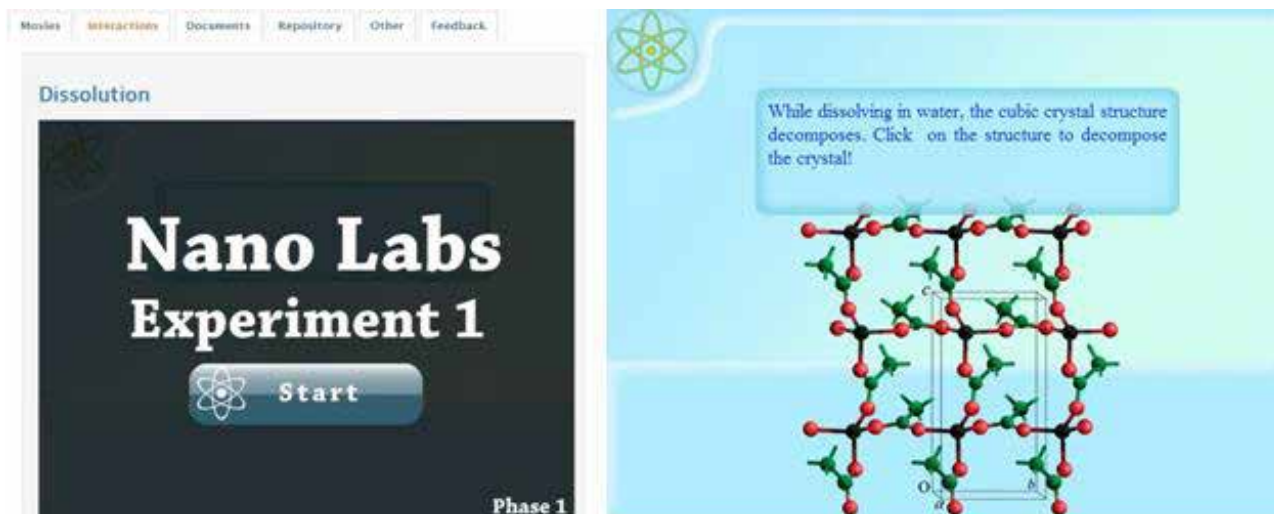 Movies Interactions Documents Repository Other Feedback
Dissolution
Nano Labs
Experiment 1
Start
Phase 1
While dissolving in water, the cubic crystal structure
decomposes. Click on the structure to decompose
the crystal!
c
O
a
b